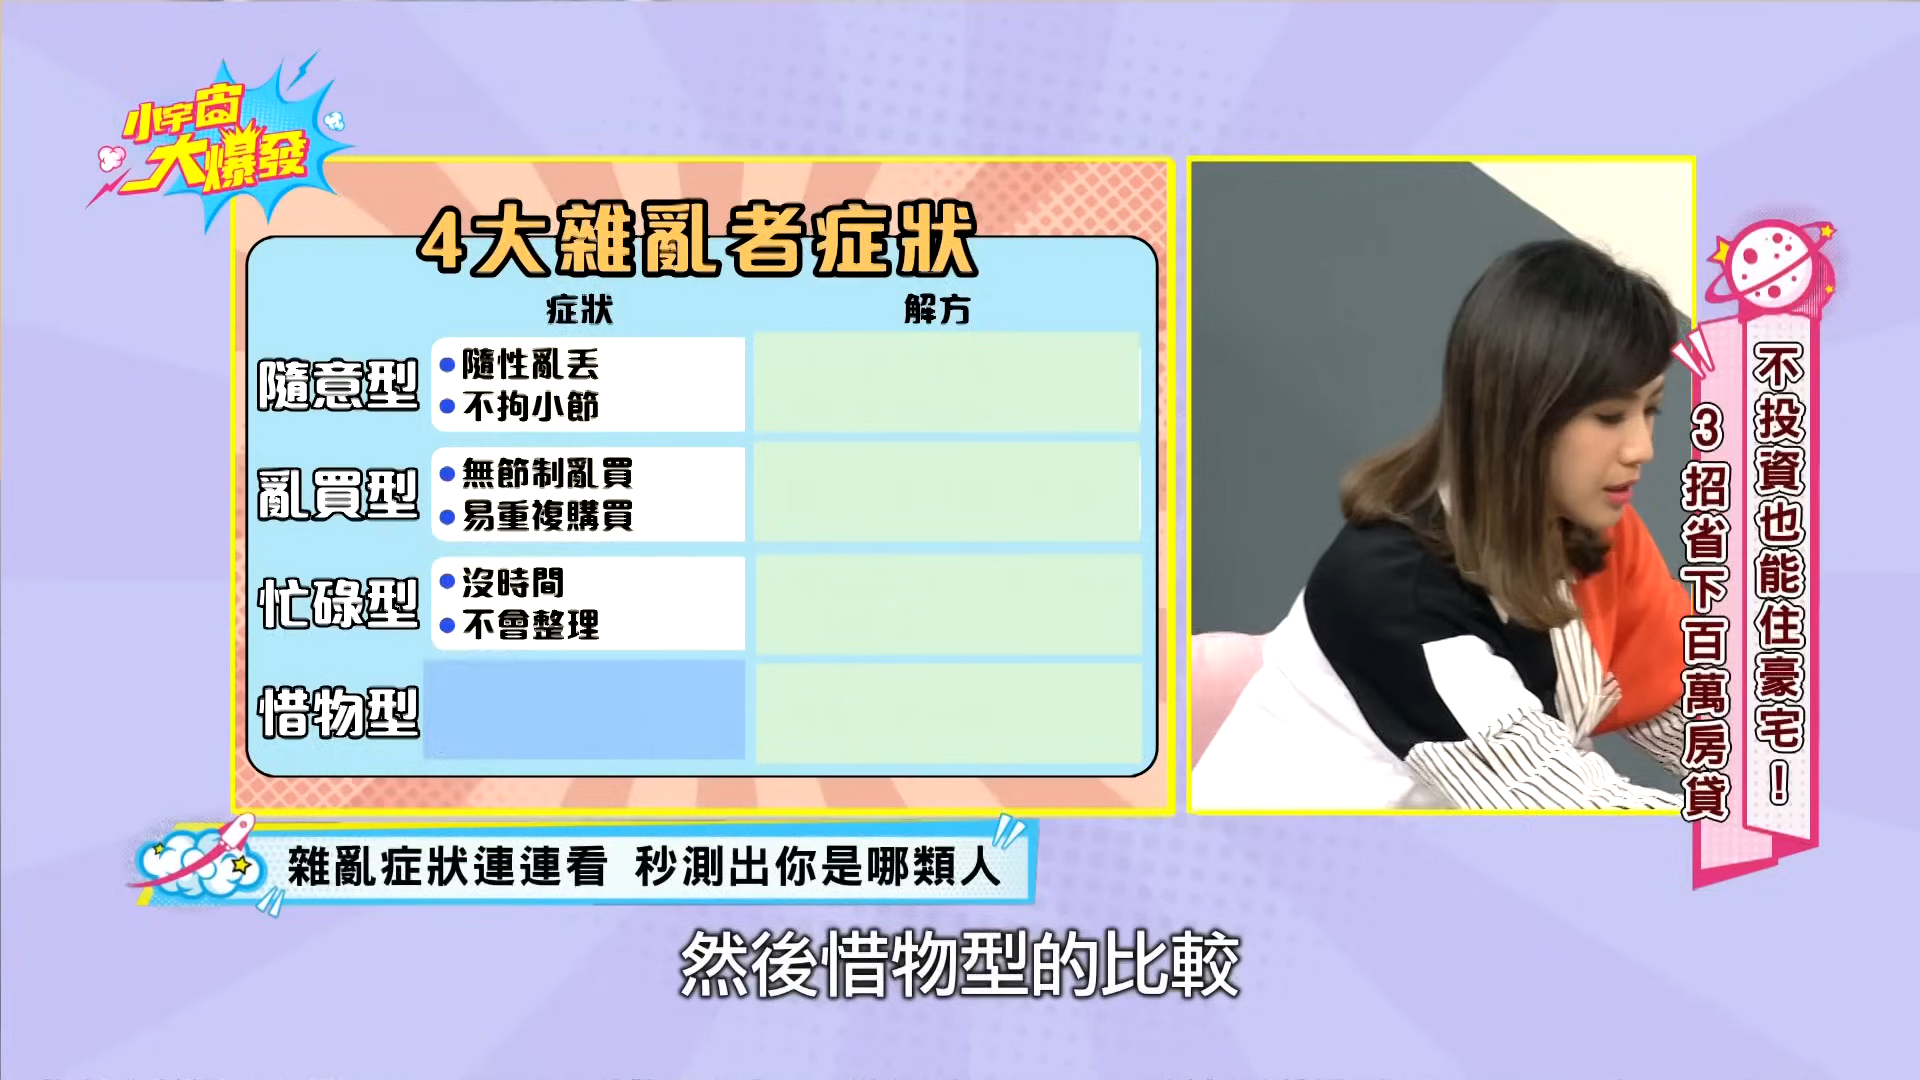 小宇宙
大爆發
4大雜亂者症狀
症狀
解方
隨意型
隨性亂丟
不拘小節
亂買型
無節制亂買
易重複購買
忙碌型
沒時間
不會整理
惜物型
不投資也能住豪宅！
3招省下百萬房貸
雜亂症狀連連看 秒測出你是哪類人
然後惜物型的比較